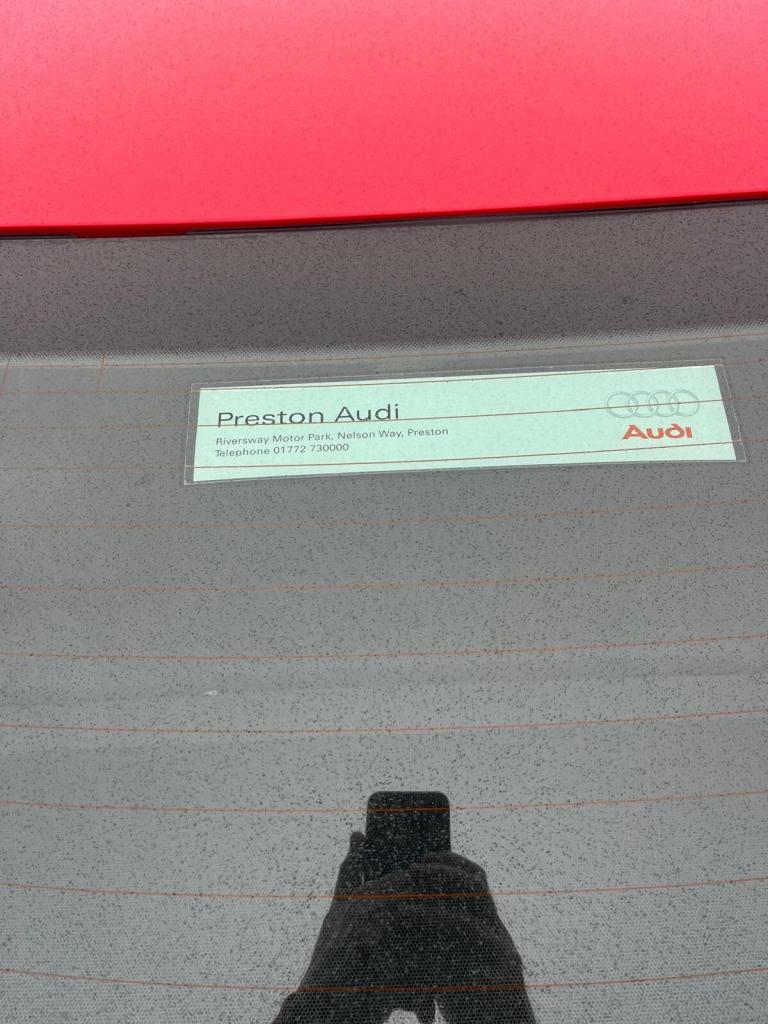 Preston Audi
Riversway Motor Park, Nelson Way, Preston
Telephone 01772 730000
Audi